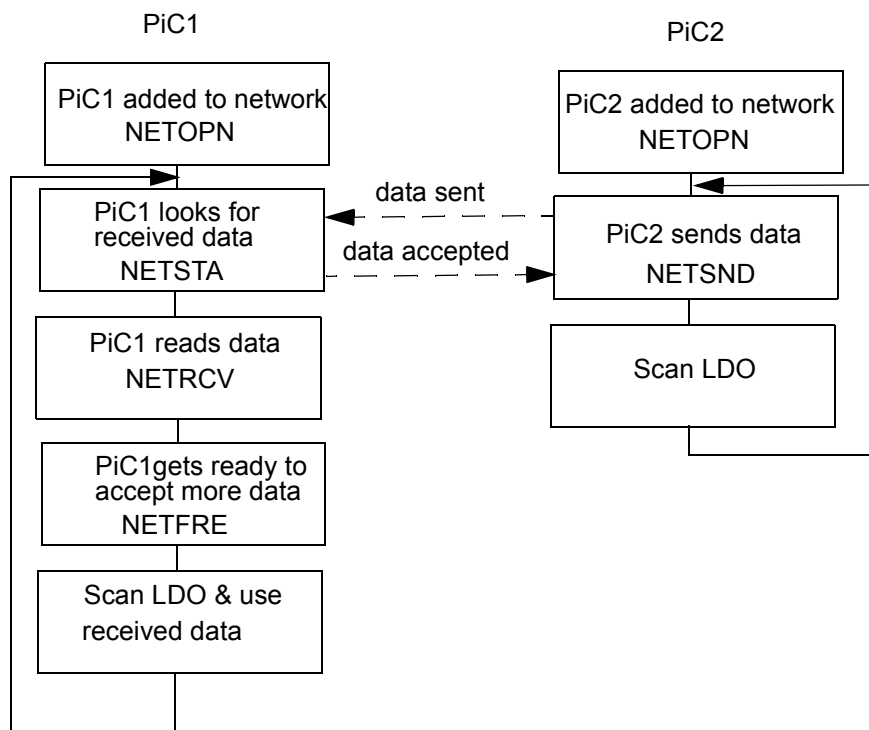 PiC1
PiC1 added to network
NETOPN
PiC1 looks for
received data
NETSTA
PiC1 reads data
NETRCV
PiC1gets ready to
accept more data
NETFRE
Scan LDO & use
received data
data sent
data accepted
PiC2
PiC2 added to network
NETOPN
PiC2 sends data
NETSND
Scan LDO